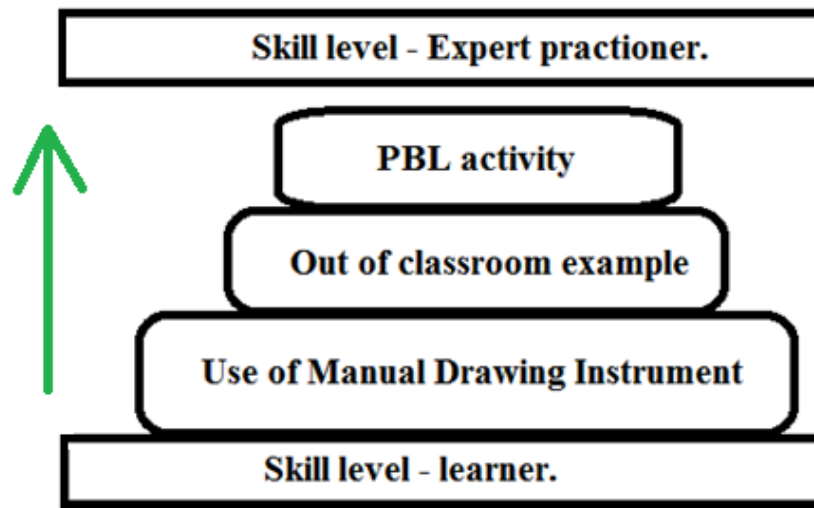 Skill level - Expert practioner.
PBL activity
Out of classroom example
Use of Manual Drawing Instrument
Skill level - learner.